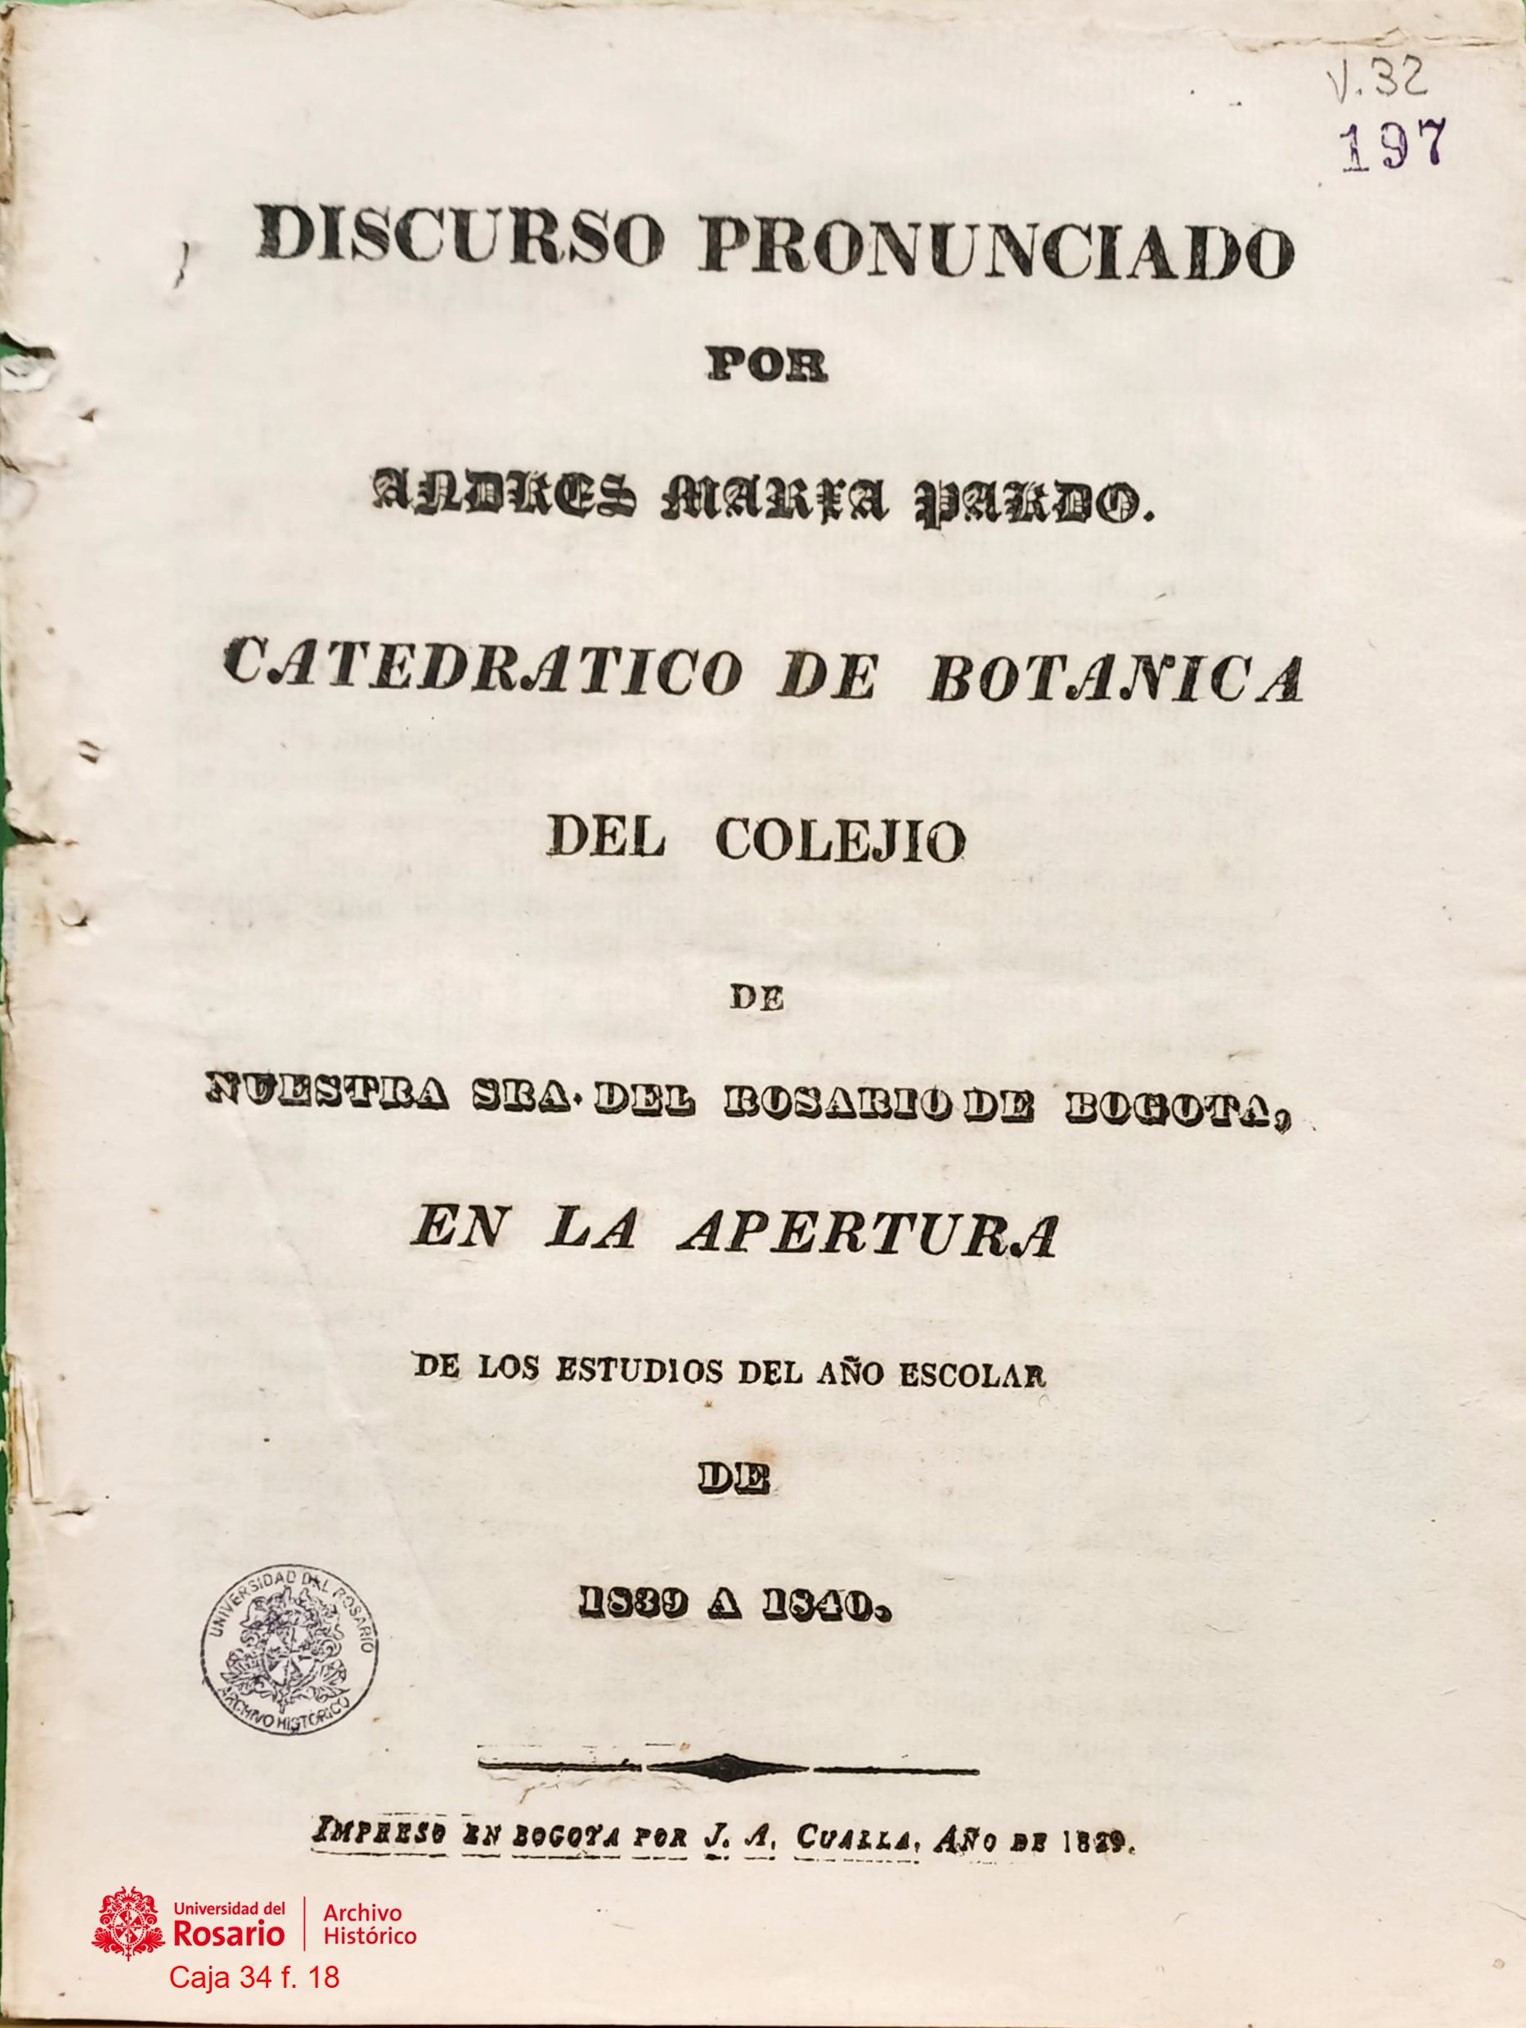 V.32
197
DISCURSO PRONUNCIADO
POR
ANDRES MARIA PARDO.
CATEDRATICO DE BOTANICA
DEL COLEJIO
DE
NUESTRA SRA. DEL ROSARIO DE BOGOTA,
EN LA APERTURA
DE LOS ESTUDIOS DEL AÑO ESCOLAR
DE
1839 A 1840.
UNIVERSIDAD DEL ROSARIO
ARCHIVO HISTÓRICO
IMPRESO EN BOGOTA POR J. A. CUALLA, AÑO DE 1839.
Universidad del
Rosario
Archivo
Histórico
Caja 34 f. 18